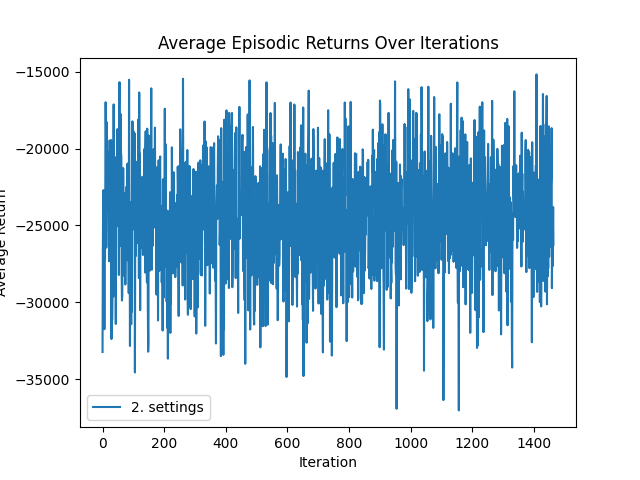 Average Episodic Returns Over Iterations
Average Return
−15000
−20000
−25000
−30000
−35000
2. settings
0 200 400 600 800 1000 1200 1400
Iteration